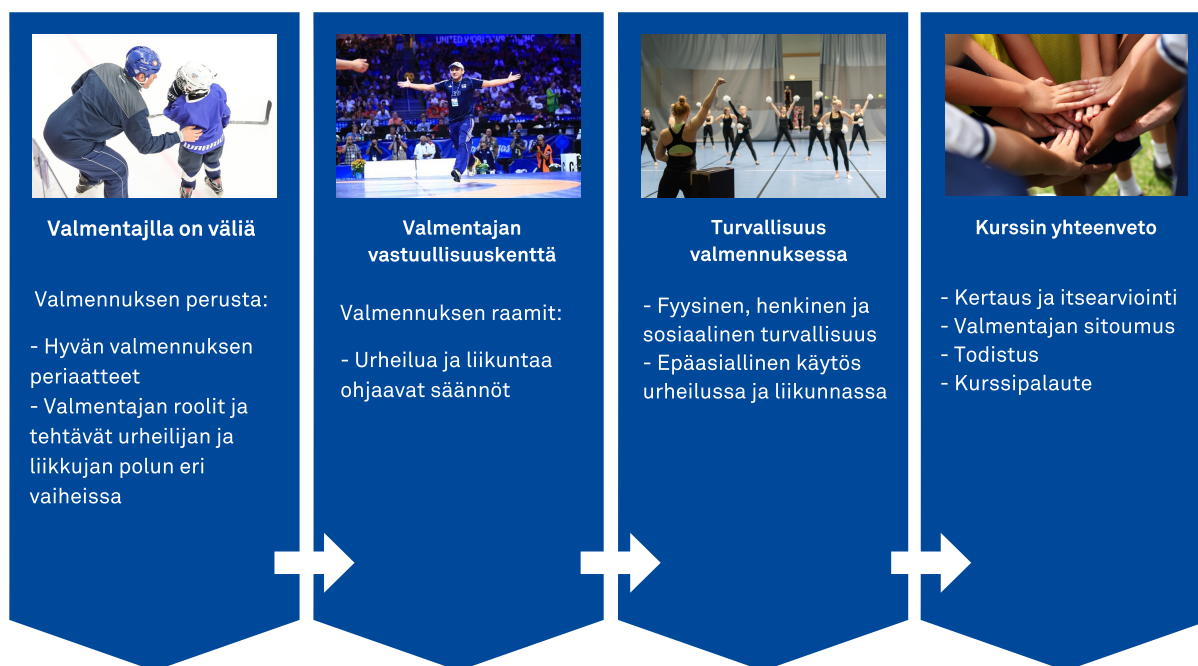 Valmentajlla on väliä
Valmennuksen perusta:
- Hyvän valmennuksen
periaatteet
- Valmentajan roolit ja
tehtävät urheilijan ja
liikkujan polun eri
vaiheissa
Valmentajan
vastuullisuuskenttä
Valmennuksen raamit:
- Urheilua ja liikuntaa
ohjaavat säännöt
Turvallisuus
valmennuksessa
- Fyysinen, henkinen ja
sosiaalinen turvallisuus
- Epäasiallinen käytös
urheilussa ja liikunnassa
Kurssin yhteenveto
- Kertaus ja itsearviointi
- Valmentajan sitoumus
- Todistus
- Kurssipalaute